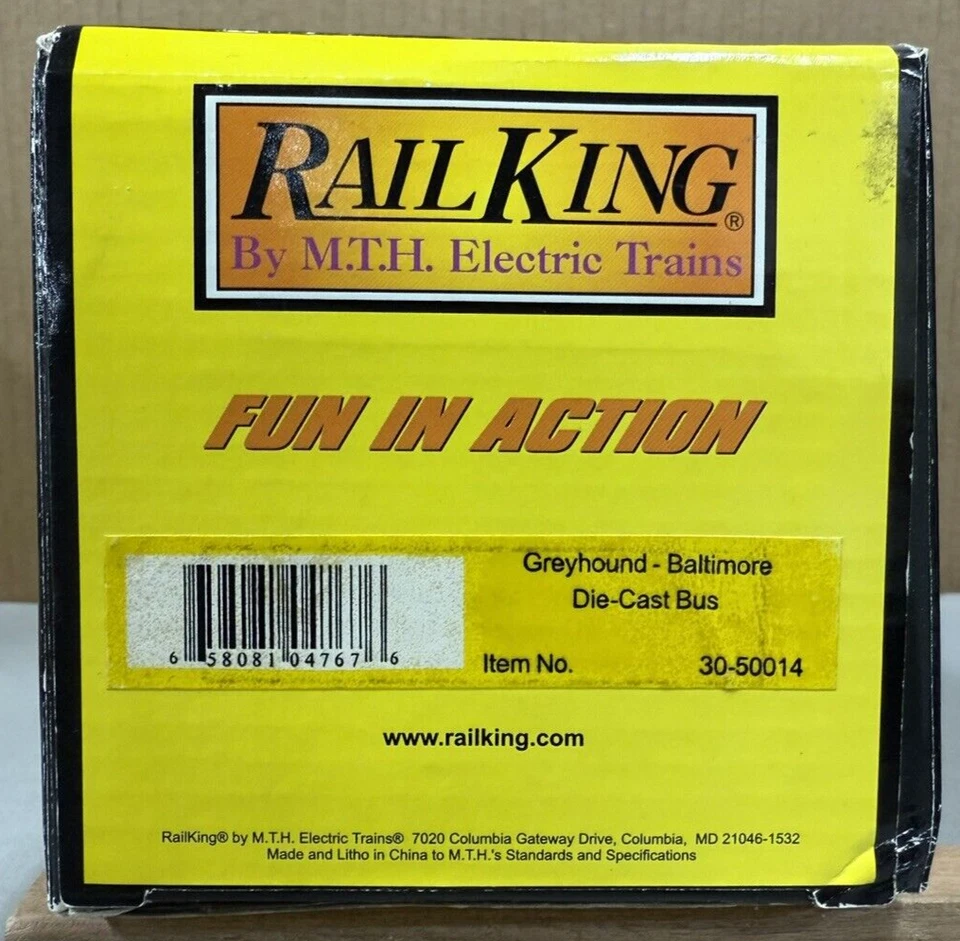 RAILKING®
By M.T.H. Electric Trains
FUN IN ACTION
Greyhound - Baltimore
Die-Cast Bus
6 58081 04767 6
Item No. 30-50014
www.railking.com
RailKing® by M.T.H. Electric Trains® 7020 Columbia Gateway Drive, Columbia, MD 21046-1532
Made and Litho in China to M.T.H.'s Standards and Specifications